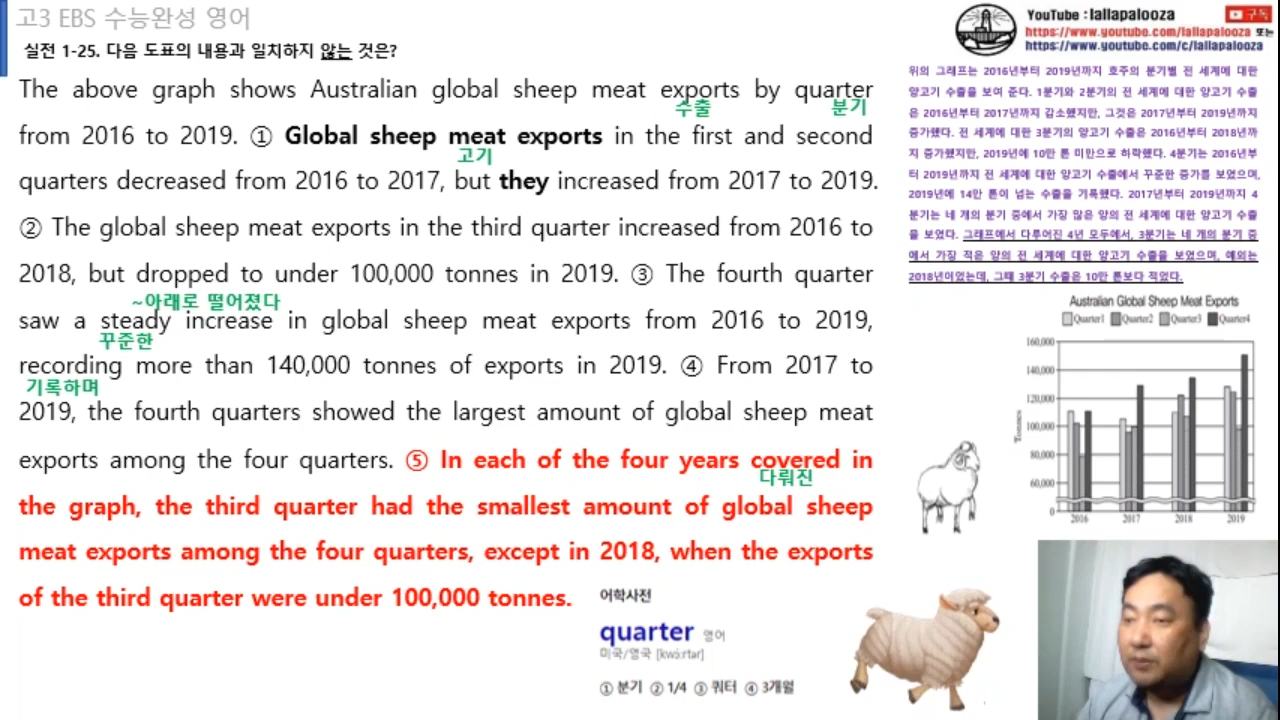 고3 EBS 수능완성 영어
실전 1-25. 다음 도표의 내용과 일치하지 않는 것은?
The above graph shows Australian global sheep meat exports by quarter
수출
분기
from 2016 to 2019. ① Global sheep meat exports in the first and second
고기
quarters decreased from 2016 to 2017, but they increased from 2017 to 2019.
② The global sheep meat exports in the third quarter increased from 2016 to
2018, but dropped to under 100,000 tonnes in 2019. ③ The fourth quarter
~아래로 떨어졌다
saw a steady increase in global sheep meat exports from 2016 to 2019,
꾸준한
recording more than 140,000 tonnes of exports in 2019. ④ From 2017 to
기록하며
2019, the fourth quarters showed the largest amount of global sheep meat
exports among the four quarters. ⑤ In each of the four years covered in
다뤄진
the graph, the third quarter had the smallest amount of global sheep
meat exports among the four quarters, except in 2018, when the exports
of the third quarter were under 100,000 tonnes.
어학사전
quarter 영어
미국/영국 [kwɔ́ːrtər]
① 분기 ② 1/4 ③ 쿼터 ④ 3개월
YouTube : lallapalooza
구독
https://www.youtube.com/lallapalooza 또는
https://www.youtube.com/c/lallapalooza
위의 그래프는 2016년부터 2019년까지 호주의 분기별 전 세계에 대한
양고기 수출을 보여 준다. 1분기와 2분기의 전 세계에 대한 양고기 수출
은 2016년부터 2017년까지 감소했지만, 그것은 2017년부터 2019년까지
증가했다. 전 세계에 대한 3분기의 양고기 수출은 2016년부터 2018년까
지 증가했지만, 2019년에 10만 톤 미만으로 하락했다. 4분기는 2016년부
터 2019년까지 전 세계에 대한 양고기 수출에서 꾸준한 증가를 보였으며,
2019년에 14만 톤이 넘는 수출을 기록했다. 2017년부터 2019년까지 4
분기는 네 개의 분기 중에서 가장 많은 양의 전 세계에 대한 양고기 수출
을 보였다. 그래프에서 다루어진 4년 모두에서, 3분기는 네 개의 분기 중
에서 가장 적은 양의 전 세계에 대한 양고기 수출을 보였으며, 예외는
2018년이었는데, 그때 3분기 수출은 10만 톤보다 적었다.
Australian Global Sheep Meat Exports
Quarter1 Quarter2 Quarter3 Quarter4
Tonnes
160,000
140,000
120,000
100,000
80,000
60,000
0
2016 2017 2018 2019